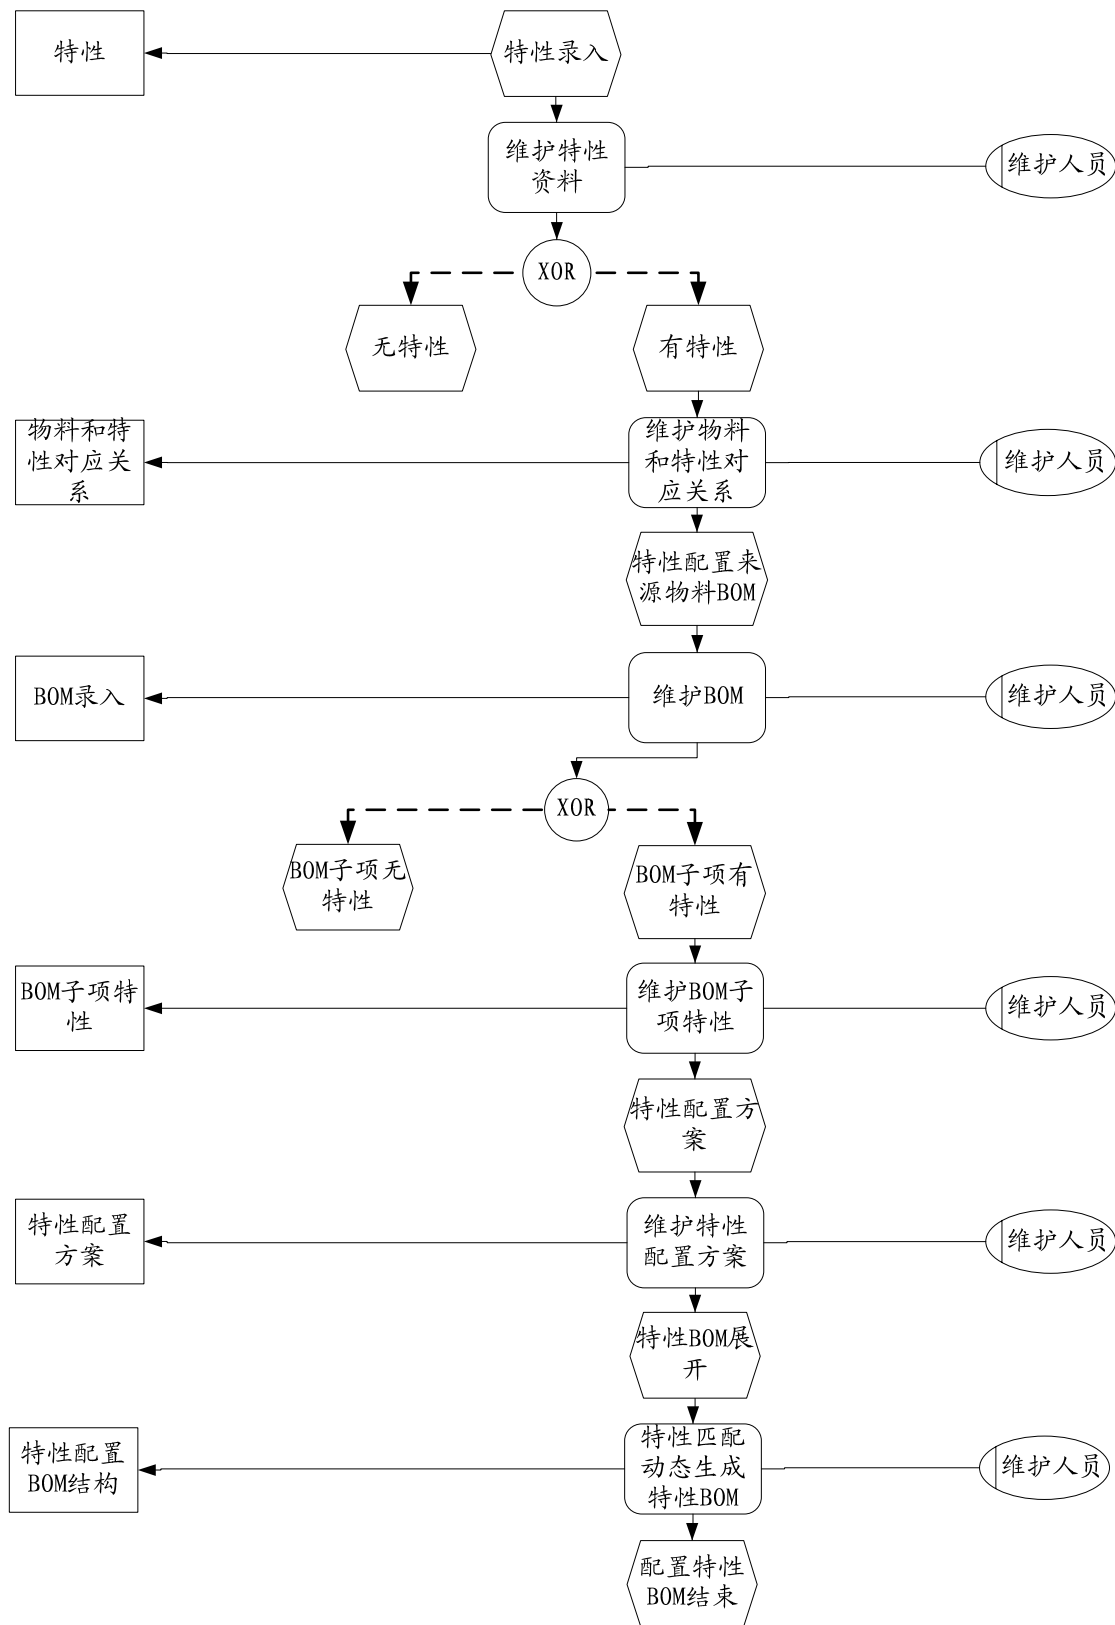 特性
特性录入
维护特性
资料
维护人员
XOR
无特性
有特性
物料和特
性对应关
系
维护物料
和特性对
应关系
维护人员
特性配置来
源物料BOM
BOM录入
维护BOM
维护人员
XOR
BOM子项无
特性
BOM子项有
特性
BOM子项特
性
维护BOM子
项特性
维护人员
特性配置方
案
特性配置
方案
维护特性
配置方案
维护人员
特性BOM展
开
特性配置
BOM结构
特性匹配
动态生成
特性BOM
维护人员
配置特性
BOM结束